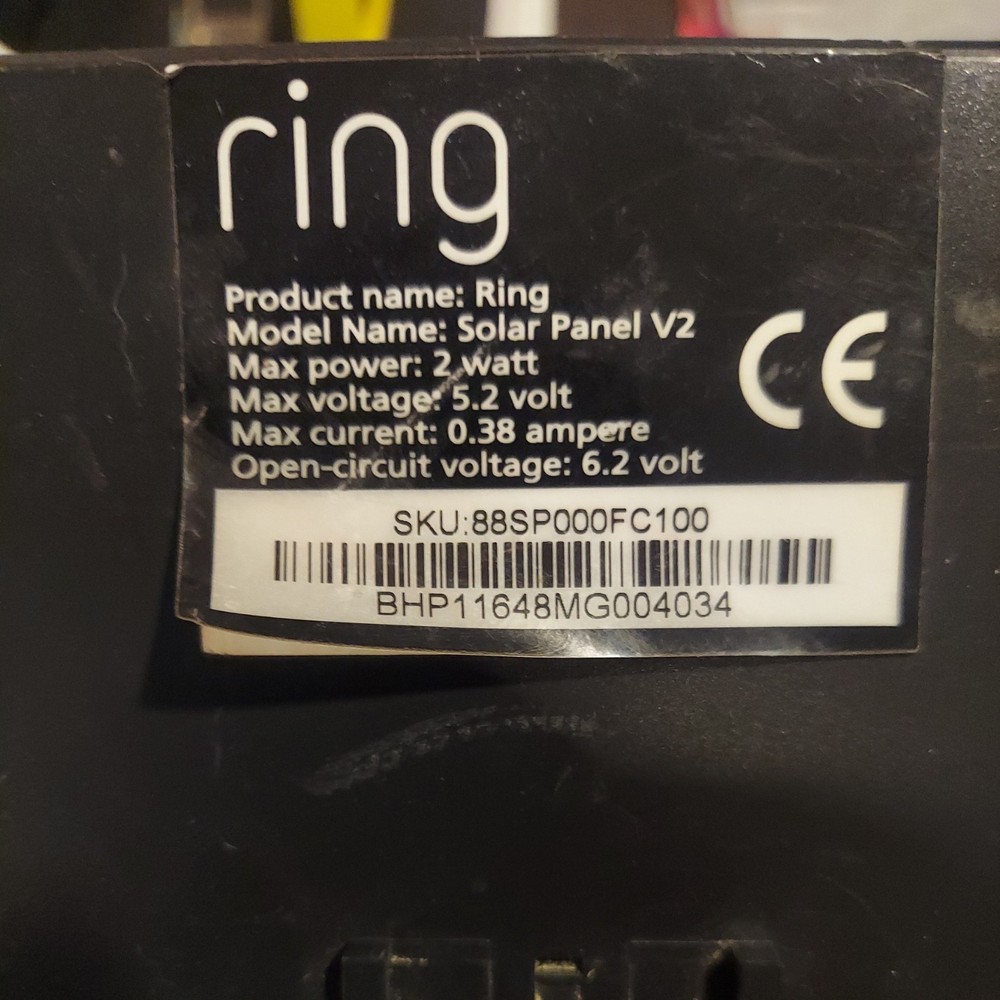 ring
Product name: Ring
Model Name: Solar Panel V2
Max power: 2 watt
Max voltage: 5.2 volt
Max current: 0.38 ampere
Open-circuit voltage: 6.2 volt
CE
SKU:88SP000FC100
BHP11648MG004034